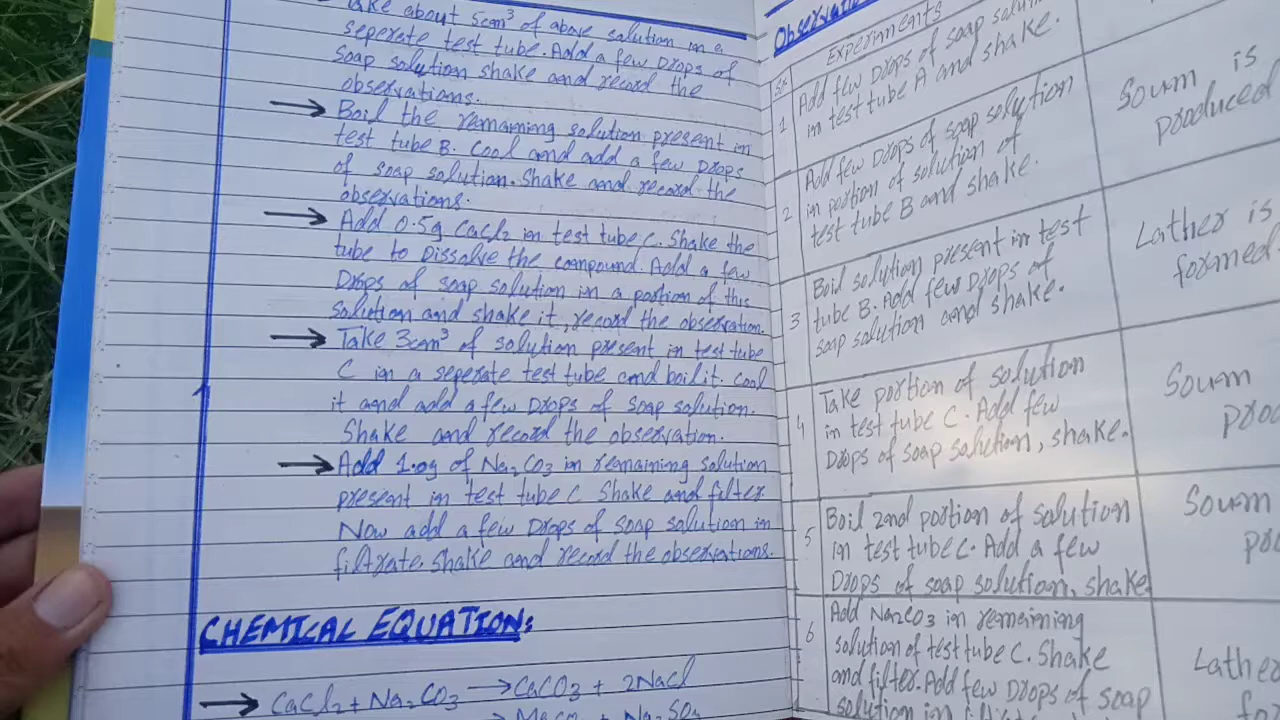 Take about 5cm³ of above solution in a
seperate test tube. Add a few Drops of
soap solution shake and record the
observations.
→ Boil the remaining solution present in
test tube B. Cool and add a few Drops
of soap solution. Shake and record the
observations.
→ Add 0.5g CaCl2 in test tube C. Shake the
tube to Dissolve the compound. Add a few
Drops of soap solution in a portion of this
solution and shake it, record the observation.
→ Take 3cm³ of solution present in test tube
C in a seperate test tube and boil it. Cool
it and add a few Drops of soap solution.
Shake and record the observation.
→ Add 1.0g of Na2CO3 in remaining solution
present in test tube C Shake and filter.
Now add a few Drops of soap solution in
filtrate. Shake and record the observations.
CHEMICAL EQUATION:
→ CaCl2 + Na2CO3 → CaCO3 + 2NaCl
Na2SO4
Experiments
1 Add few Drops of soap
in test tube A and shake.
Soum is
produced
2 Add few Drops of soap solution
in portion of solution of
test tube B and shake.
Lather is
formed
3 Boil solution present in test
tube B. Add few Drops of
soap solution and shake.
4 Take portion of solution
in test tube C. Add few
Drops of soap solution, shake.
Soum
5 Boil 2nd portion of solution
in test tube C. Add a few
Drops of soap solution, shake
Soum
6 Add Na2CO3 in remaining
solution of test tube C. Shake
and filter. Add few Drops of soap
solution in
Lather